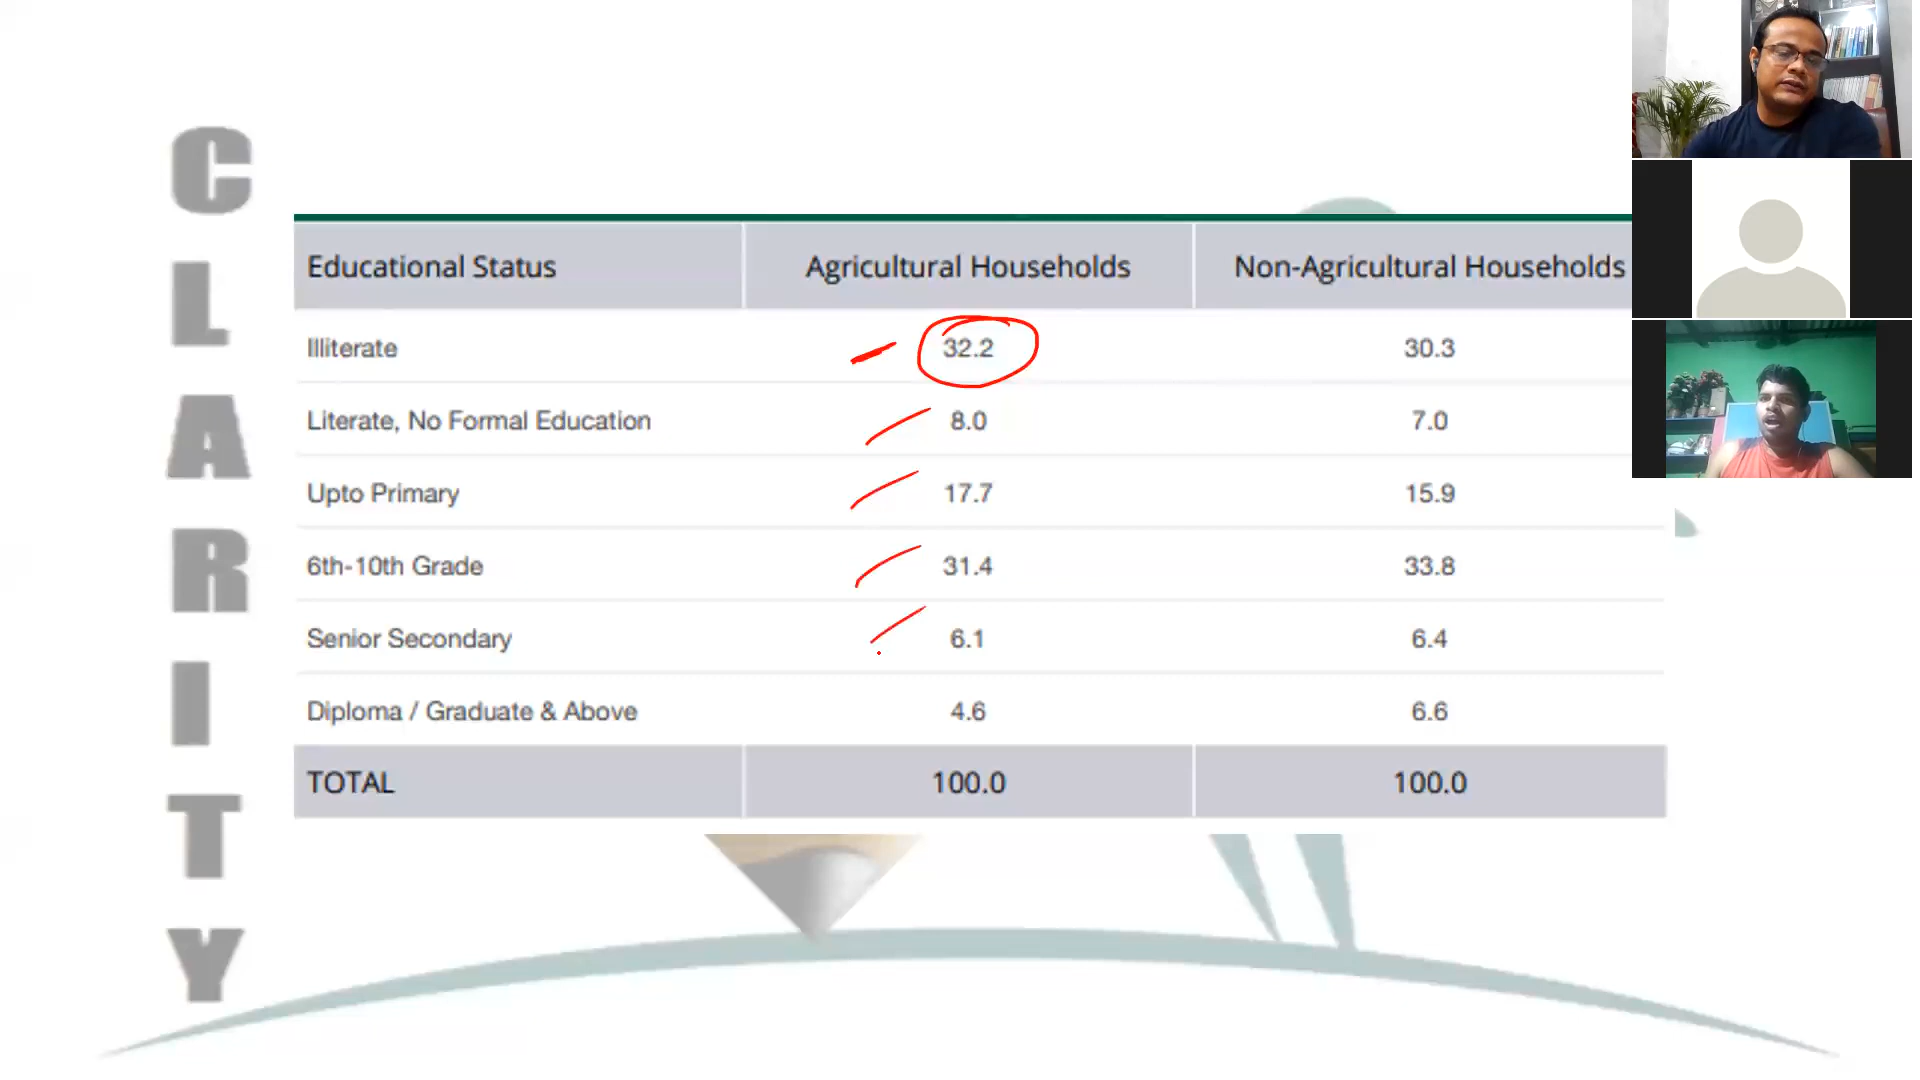 CLARITY
Educational Status Agricultural Households Non-Agricultural Households
Illiterate 32.2 30.3
Literate, No Formal Education 8.0 7.0
Upto Primary 17.7 15.9
6th-10th Grade 31.4 33.8
Senior Secondary 6.1 6.4
Diploma / Graduate & Above 4.6 6.6
TOTAL 100.0 100.0